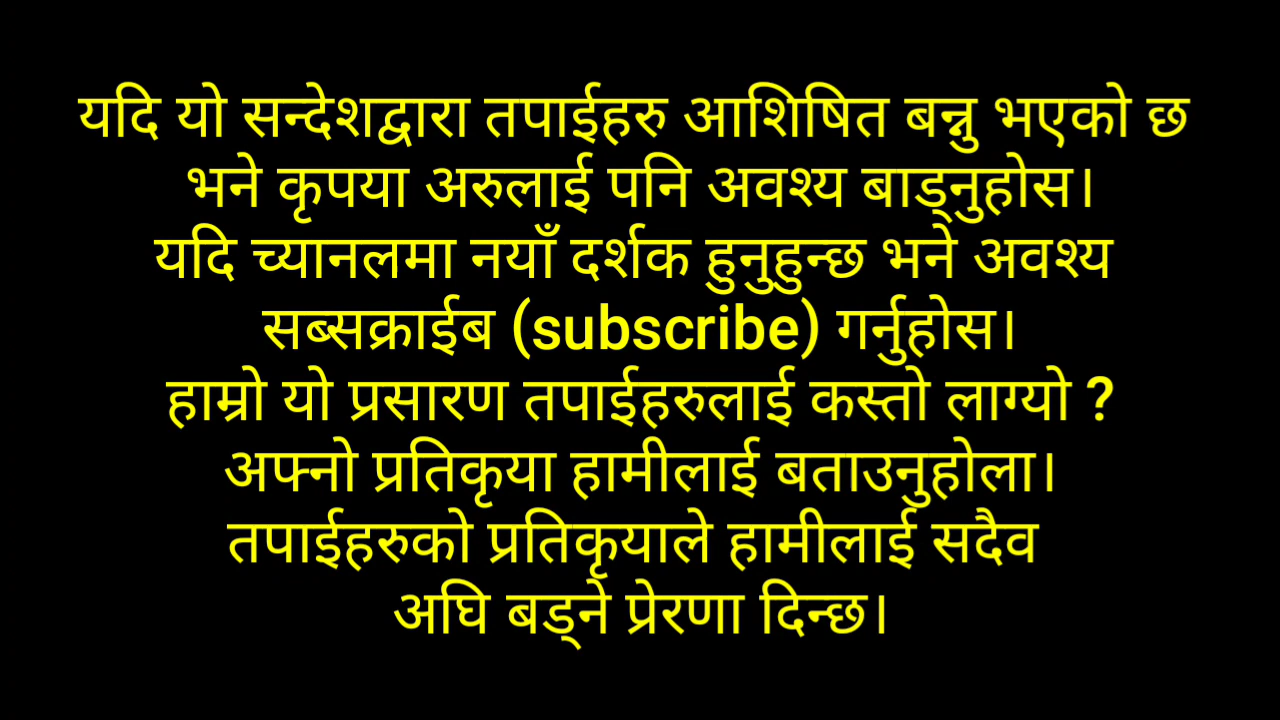 यदि यो सन्देशद्वारा तपाईहरु आशिषित बन्नु भएको छ
भने कृपया अरुलाई पनि अवश्य बाड्नुहोस।
यदि च्यानलमा नयाँ दर्शक हुनुहुन्छ भने अवश्य
सब्सक्राईब (subscribe) गर्नुहोस।
हाम्रो यो प्रसारण तपाईहरुलाई कस्तो लाग्यो ?
अफ्नो प्रतिकृया हामीलाई बताउनुहोला।
तपाईहरुको प्रतिकृयाले हामीलाई सदैव
अघि बड्ने प्रेरणा दिन्छ।